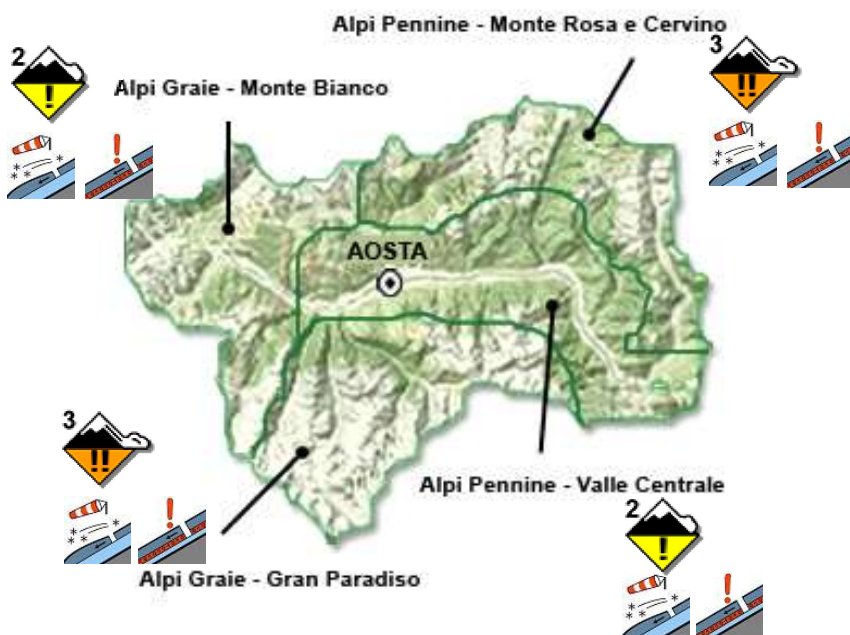 Alpi Pennine - Monte Rosa e Cervino
2
!
3
!!
Alpi Graie - Monte Bianco
!
!
AOSTA
3
!!
Alpi Pennine - Valle Centrale
!
2
!
Alpi Graie - Gran Paradiso
!